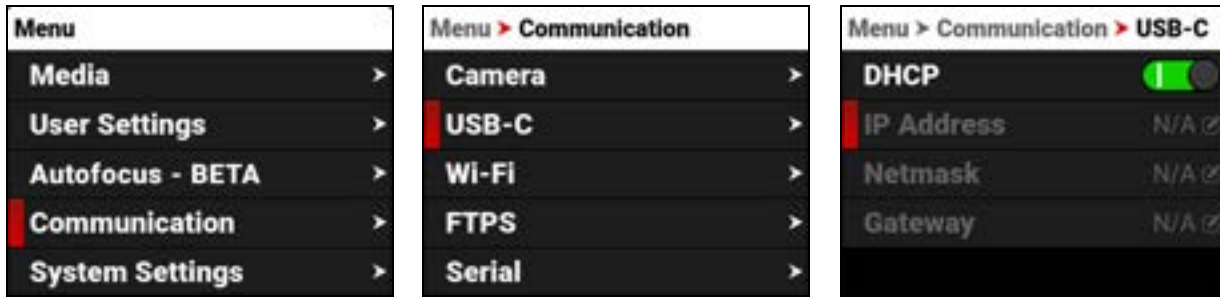 Menu
Media
User Settings
Autofocus - BETA
Communication
System Settings
Menu > Communication
Camera
USB-C
Wi-Fi
FTPS
Serial
Menu > Communication > USB-C
DHCP
IP Address N/A
Netmask N/A
Gateway N/A